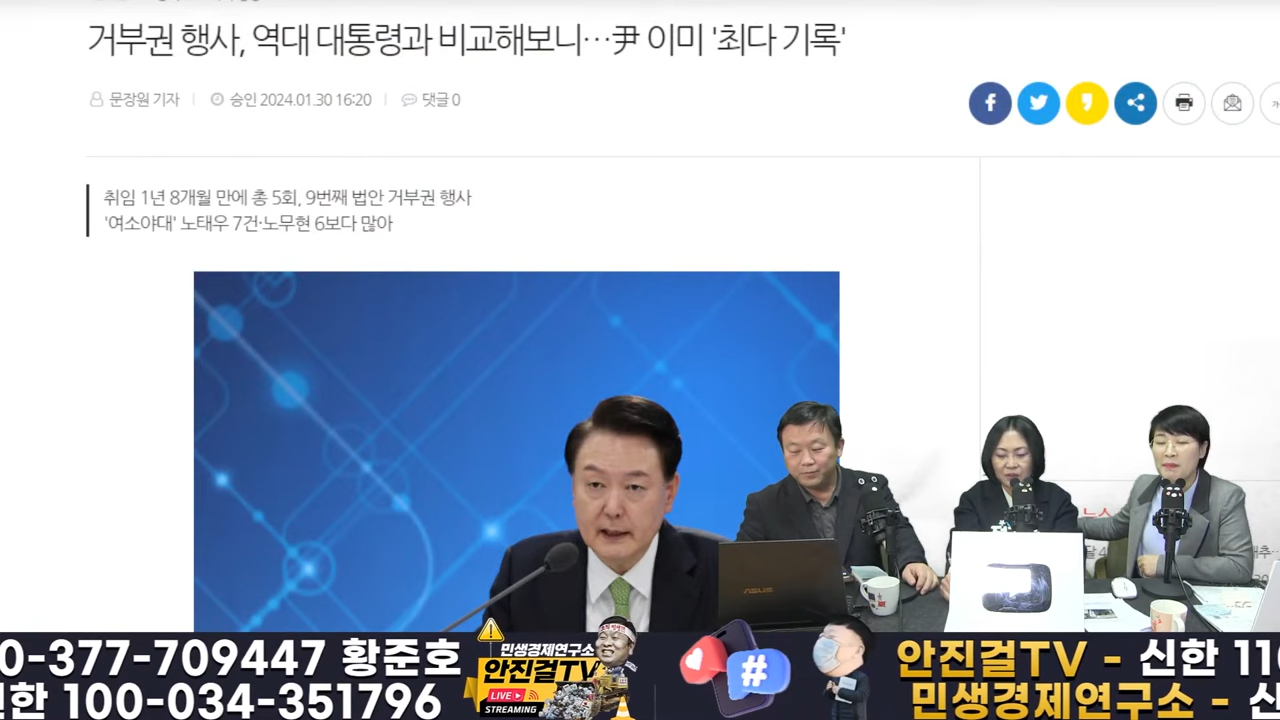 거부권 행사, 역대 대통령과 비교해보니…尹 이미 '최다 기록'
문장원 기자
승인 2024.01.30 16:20
댓글 0
취임 1년 8개월 만에 총 5회, 9번째 법안 거부권 행사
'여소야대' 노태우 7건·노무현 6보다 많아
ASUS
뉴스
0-377-709447 황준호
신한 100-034-351796
민생경제연구소
안진걸TV
LIVE
STREAMING
#
안진걸TV - 신한 110
민생경제연구소 - 신